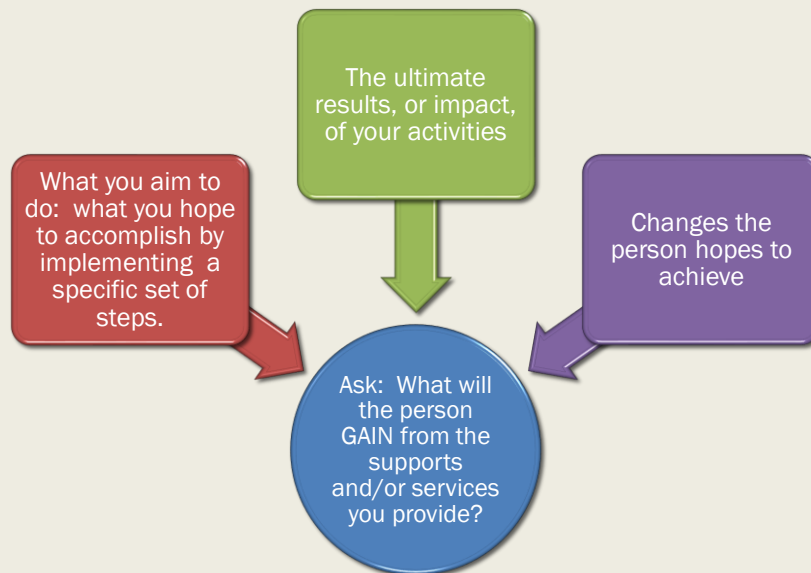 The ultimate
results, or impact,
of your activities
What you aim to
do:  what you hope
to accomplish by
implementing  a
specific set of
steps.
Changes the
person hopes to
achieve
Ask:  What will
the person
GAIN from the
supports
and/or services
you provide?